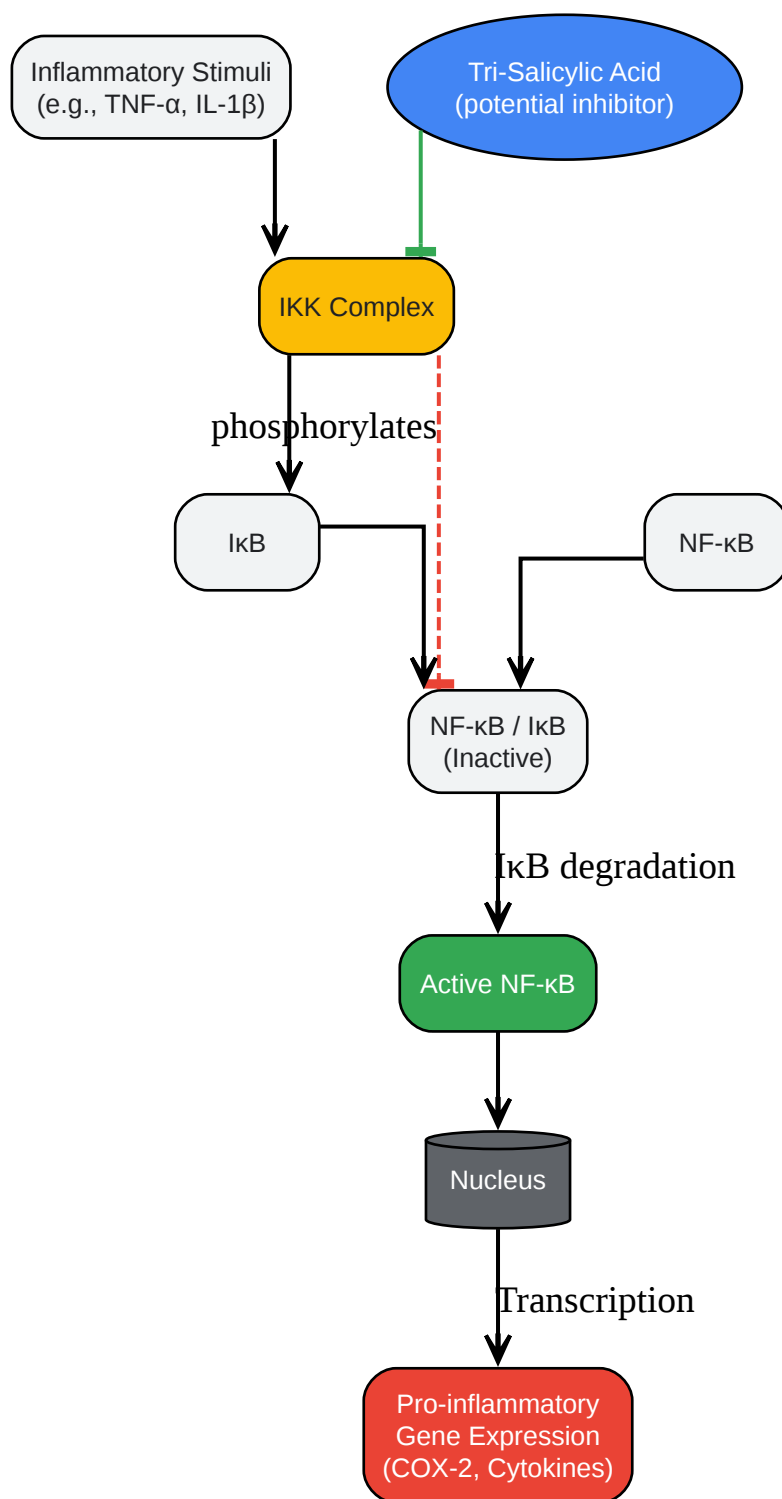 Inflammatory Stimuli
(e.g., TNF-α, IL-1β)
Tri-Salicylic Acid
(potential inhibitor)
IKK Complex
phosphorylates
IκB
NF-κB
NF-κB / IκB
(Inactive)
IκB degradation
Active NF-κB
Nucleus
Transcription
Pro-inflammatory
Gene Expression
(COX-2, Cytokines)